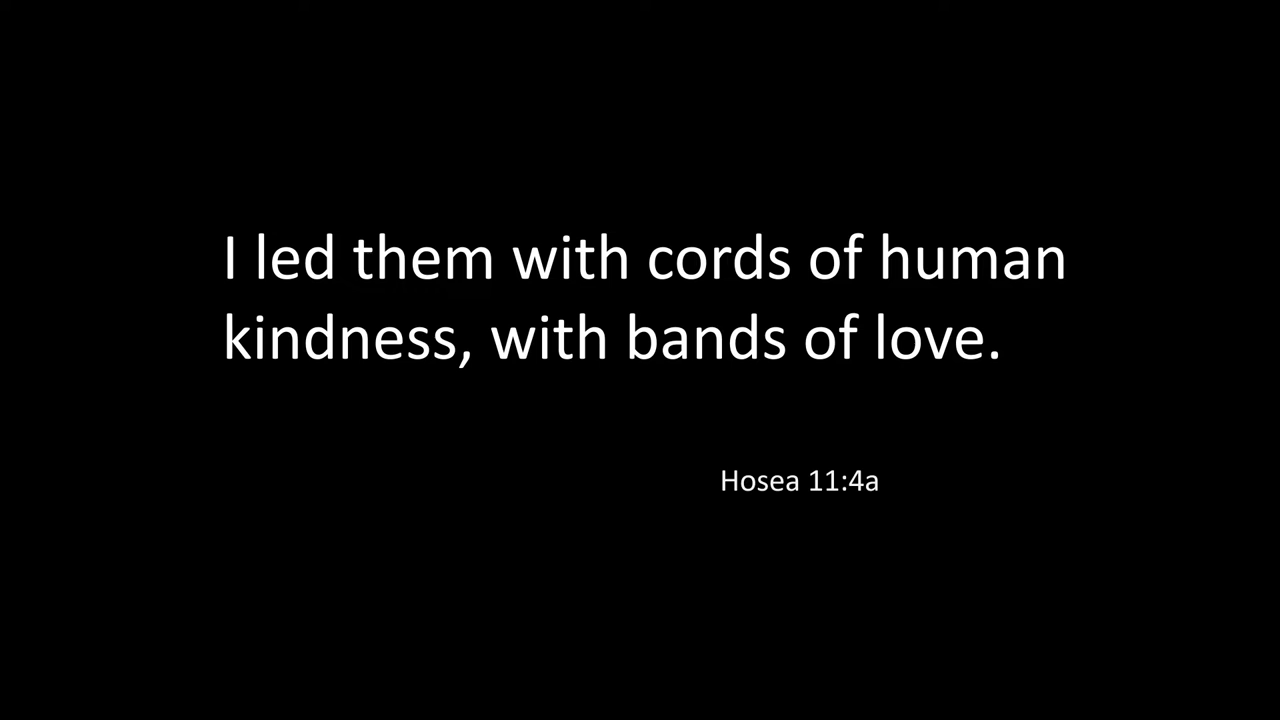 I led them with cords of human
kindness, with bands of love.
Hosea 11:4a